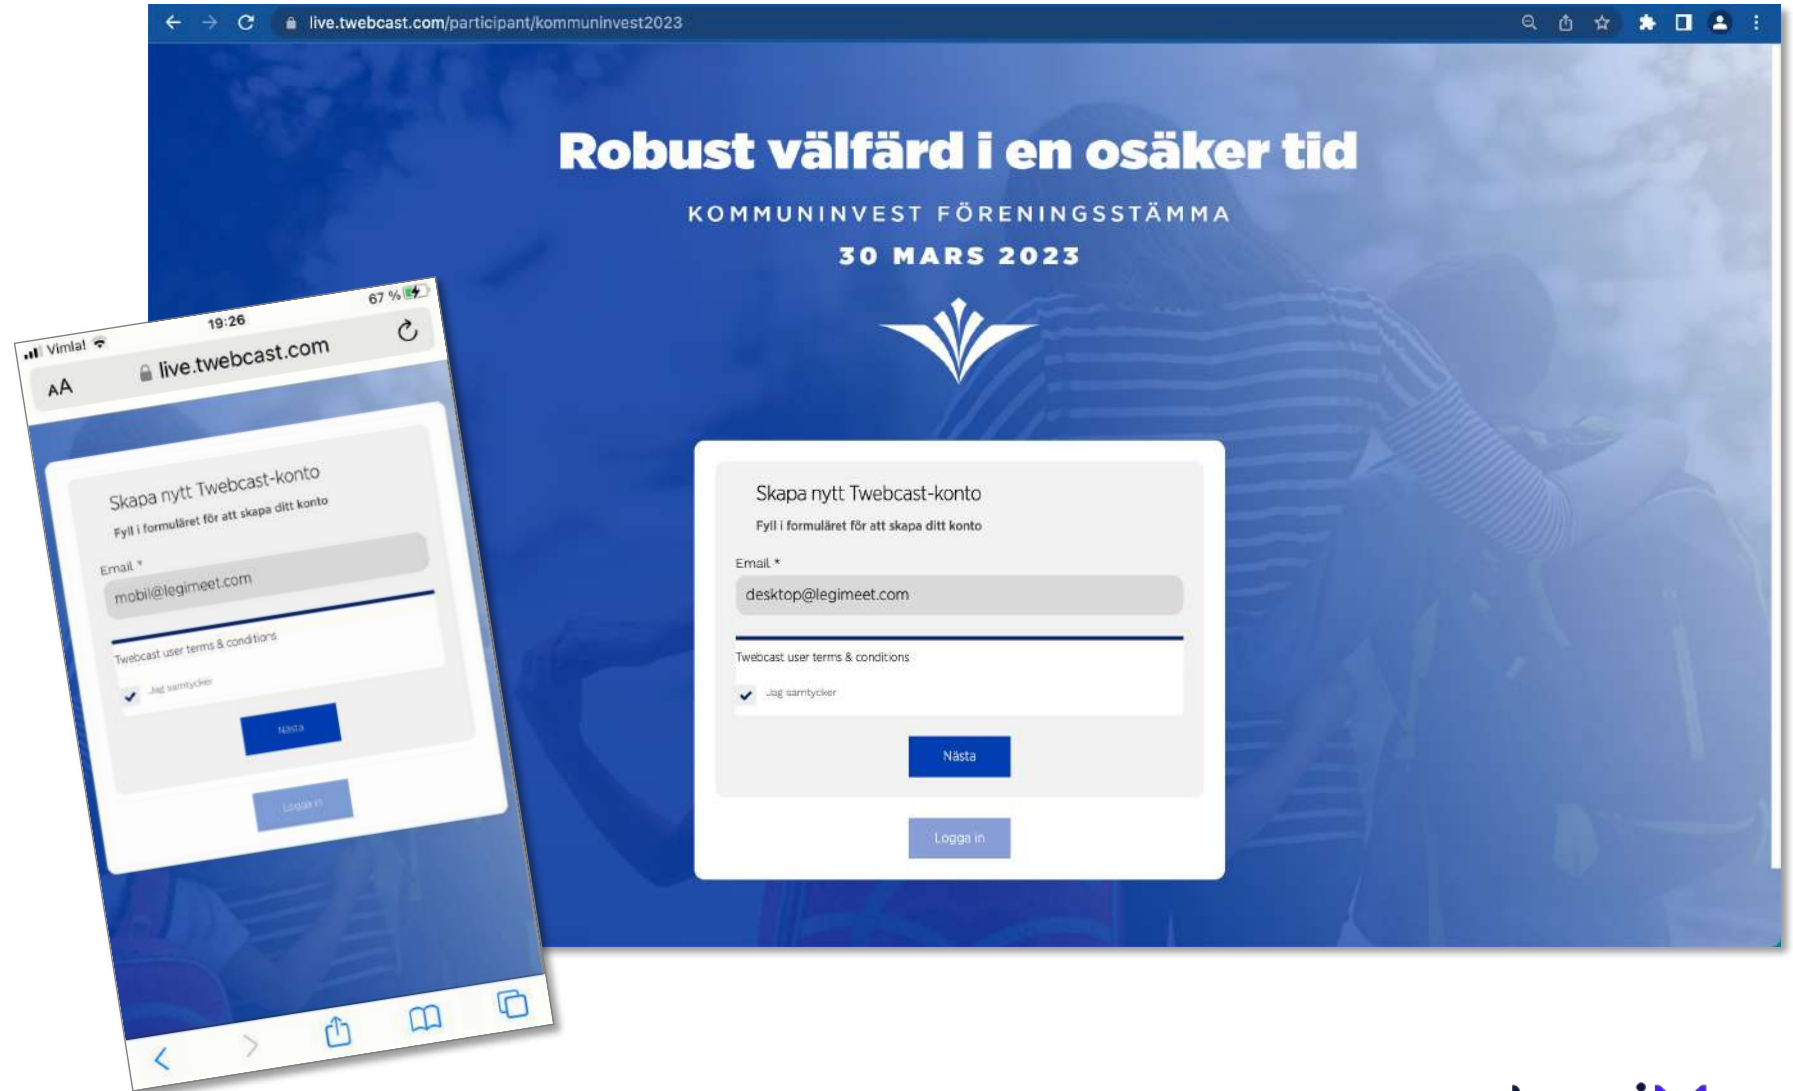 live.twebcast.com/participant/kommuninvest2023
Robust välfärd i en osäker tid
KOMMUNINVEST FÖRENINGSSTÄMMA
30 MARS 2023
Skapa nytt Twebcast-konto
Fyll i formuläret för att skapa ditt konto
Email *
desktop@legimeet.com
Twebcast user terms & conditions
Jag samtycker
Nästa
Logga in
Vimla!
19:26
67 %
AA
live.twebcast.com
Skapa nytt Twebcast-konto
Fyll i formuläret för att skapa ditt konto
Email *
mobil@legimeet.com
Twebcast user terms & conditions
Jag samtycker
Nästa
Logga in